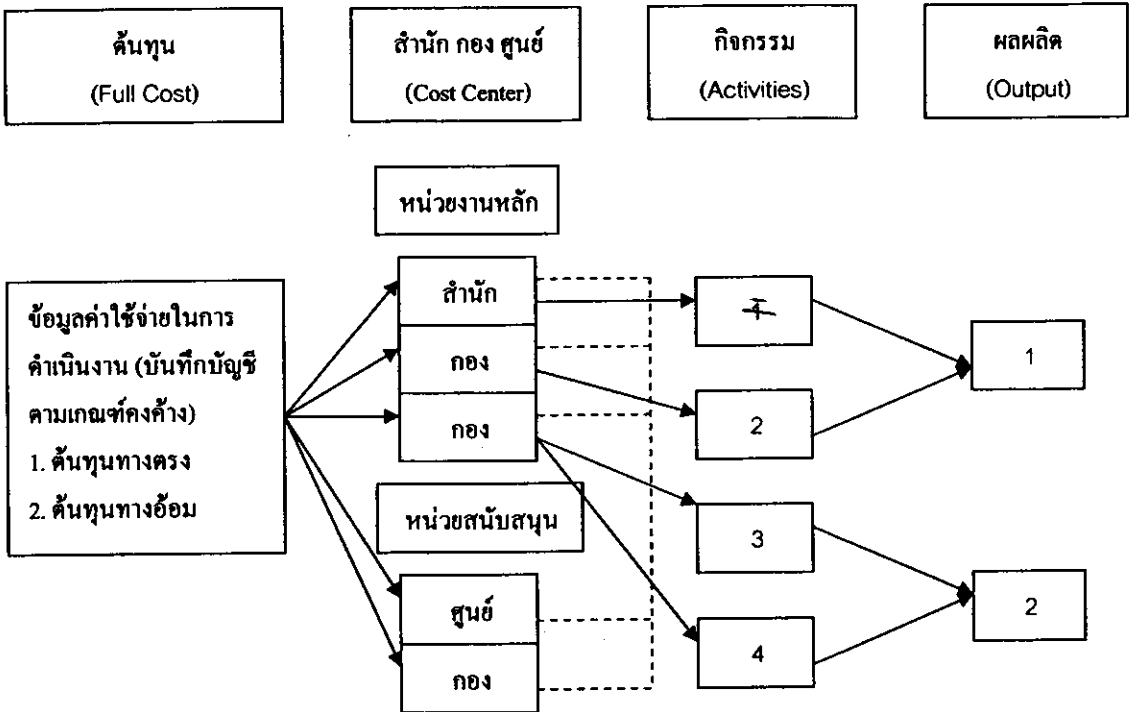 ต้นทุน
(Full Cost)
สำนัก กอง ศูนย์
(Cost Center)
กิจกรรม
(Activities)
ผลผลิต
(Output)
หน่วยงานหลัก
ข้อมูลค่าใช้จ่ายในการ
ดำเนินงาน (บันทึกบัญชี
ตามเกณฑ์คงค้าง)
1. ต้นทุนทางตรง
2. ต้นทุนทางอ้อม
สำนัก
กอง
กอง
หน่วยสนับสนุน
ศูนย์
กอง
2
3
4
1
2